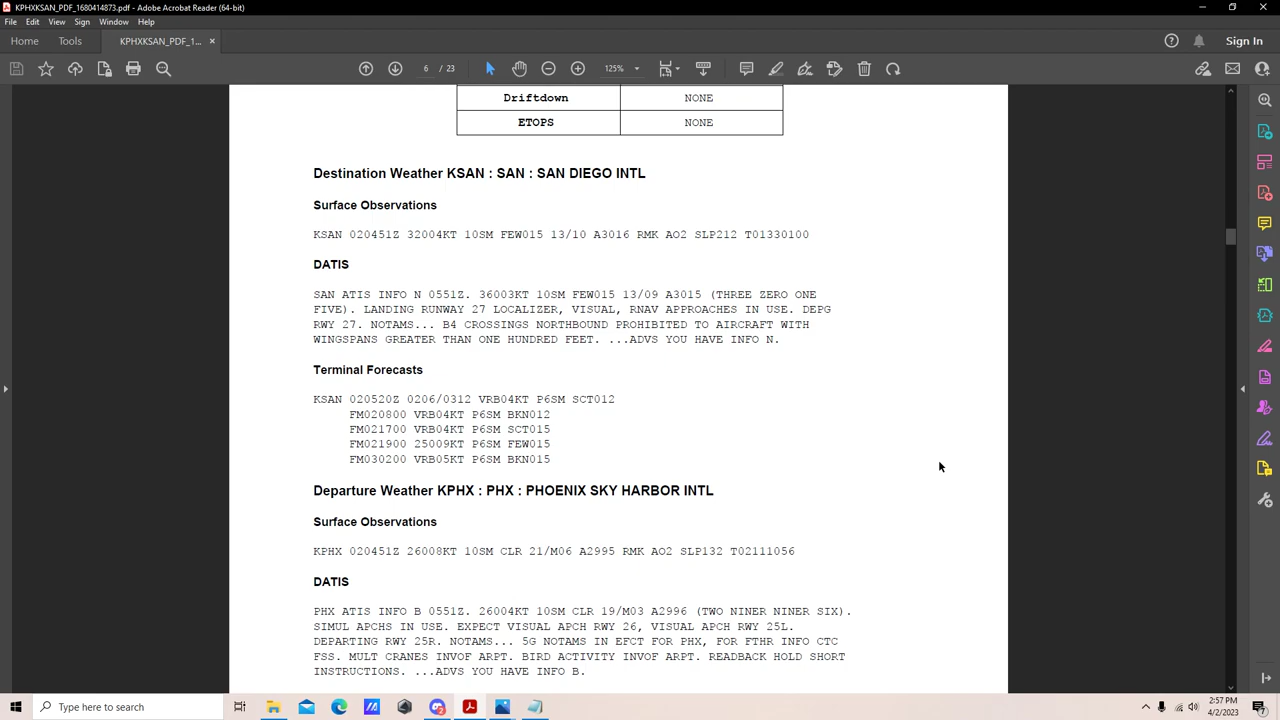 KPHXKSAN_PDF_1680414873.pdf - Adobe Acrobat Reader (64-bit)
File Edit View Sign Window Help
Home Tools KPHXKSAN_PDF_1... × Sign In
6 / 23 125%
Driftdown NONE
ETOPS NONE
Destination Weather KSAN : SAN : SAN DIEGO INTL
Surface Observations
KSAN 020451Z 32004KT 10SM FEW015 13/10 A3016 RMK AO2 SLP212 T01330100
DATIS
SAN ATIS INFO N 0551Z. 36003KT 10SM FEW015 13/09 A3015 (THREE ZERO ONE
FIVE). LANDING RUNWAY 27 LOCALIZER, VISUAL, RNAV APPROACHES IN USE. DEPG
RWY 27. NOTAMS... B4 CROSSINGS NORTHBOUND PROHIBITED TO AIRCRAFT WITH
WINGSPANS GREATER THAN ONE HUNDRED FEET. ...ADVS YOU HAVE INFO N.
Terminal Forecasts
KSAN 020520Z 0206/0312 VRB04KT P6SM SCT012
FM020800 VRB04KT P6SM BKN012
FM021700 VRB04KT P6SM SCT015
FM021900 25009KT P6SM FEW015
FM030200 VRB05KT P6SM BKN015
Departure Weather KPHX : PHX : PHOENIX SKY HARBOR INTL
Surface Observations
KPHX 020451Z 26008KT 10SM CLR 21/M06 A2995 RMK AO2 SLP132 T02111056
DATIS
PHX ATIS INFO B 0551Z. 26004KT 10SM CLR 19/M03 A2996 (TWO NINER NINER SIX).
SIMUL APCHS IN USE. EXPECT VISUAL APCH RWY 26, VISUAL APCH RWY 25L.
DEPARTING RWY 25R. NOTAMS... 5G NOTAMS IN EFCT FOR PHX, FOR FTHR INFO CTC
FSS. MULT CRANES INVOF ARPT. BIRD ACTIVITY INVOF ARPT. READBACK HOLD SHORT
INSTRUCTIONS. ...ADVS YOU HAVE INFO B.
Type here to search
2:57 PM
4/2/2023